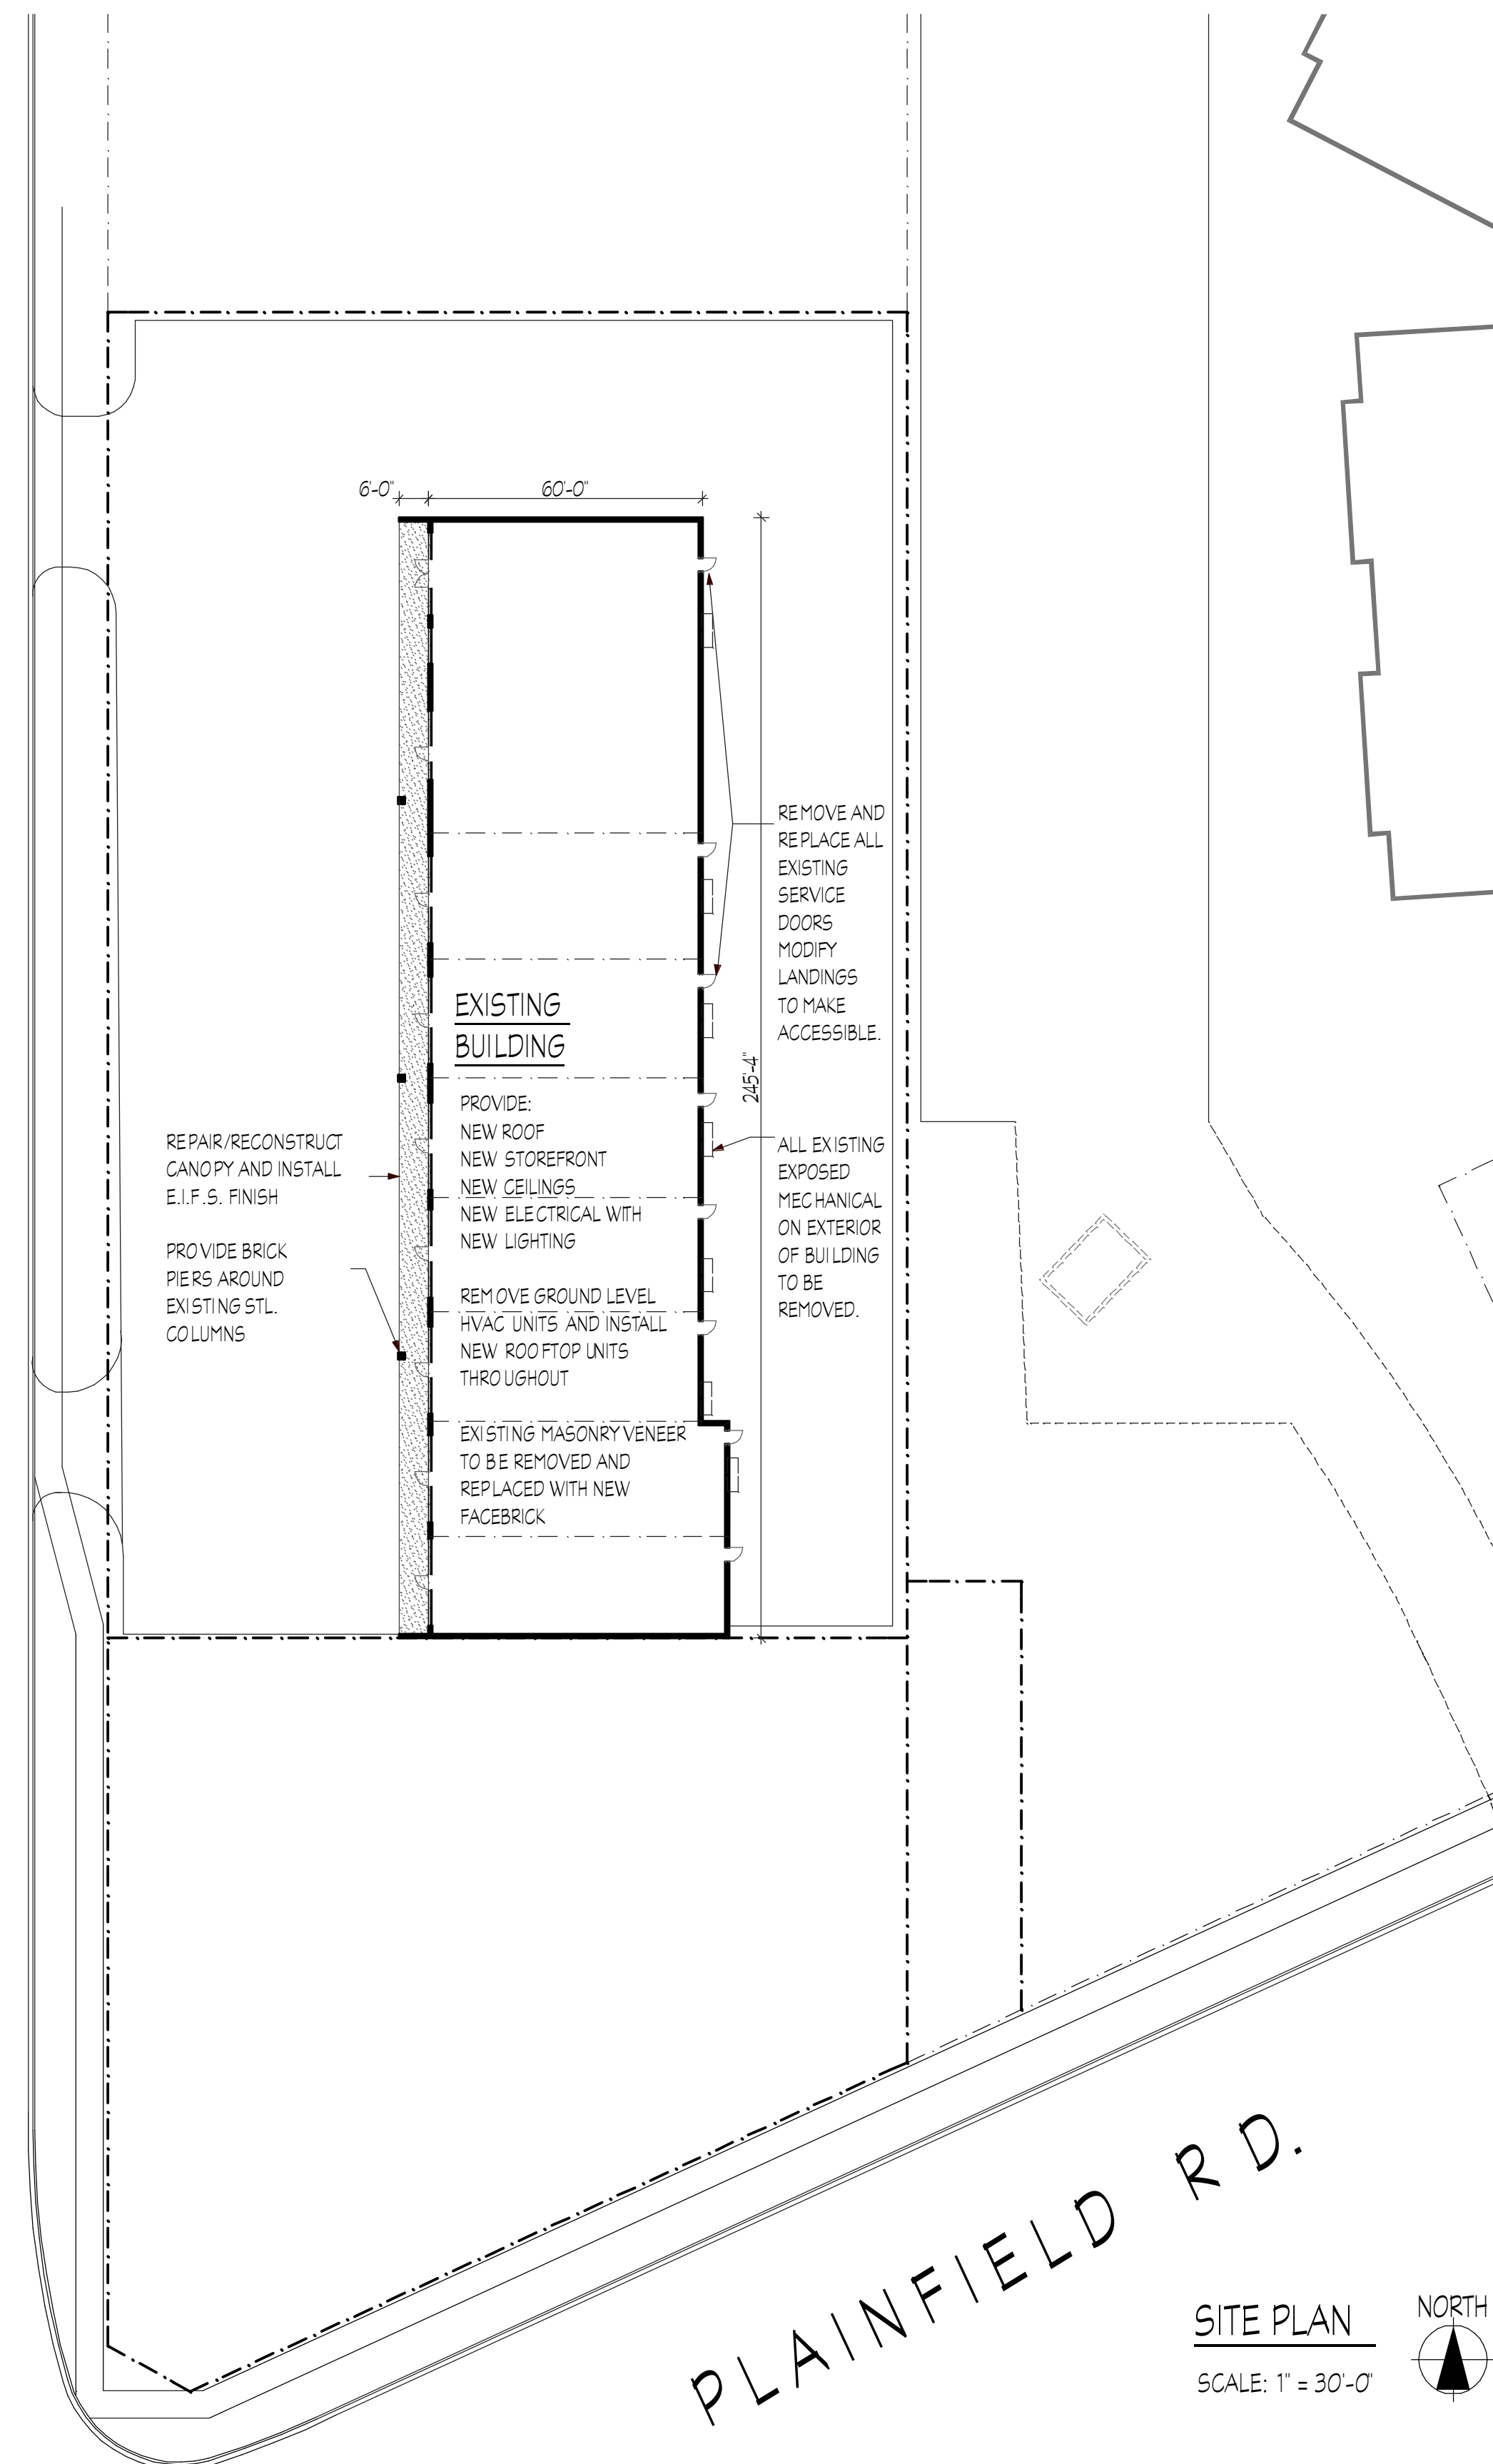 6'-0"
60'-0"
REMOVE AND
REPLACE ALL
EXISTING
SERVICE
DOORS
MODIFY
LANDINGS
TO MAKE
ACCESSIBLE.
245'-4"
EXISTING
BUILDING
PROVIDE:
NEW ROOF
NEW STOREFRONT
NEW CEILINGS
NEW ELECTRICAL WITH
NEW LIGHTING
REMOVE GROUND LEVEL
HVAC UNITS AND INSTALL
NEW ROOFTOP UNITS
THROUGHOUT
EXISTING MASONRY VENEER
TO BE REMOVED AND
REPLACED WITH NEW
FACEBRICK
REPAIR/RECONSTRUCT
CANOPY AND INSTALL
E.I.F.S. FINISH
PROVIDE BRICK
PIERS AROUND
EXISTING STL.
COLUMNS
ALL EXISTING
EXPOSED
MECHANICAL
ON EXTERIOR
OF BUILDING
TO BE
REMOVED.
PLAINFIELD RD.
SITE PLAN
SCALE: 1" = 30'-0"
NORTH